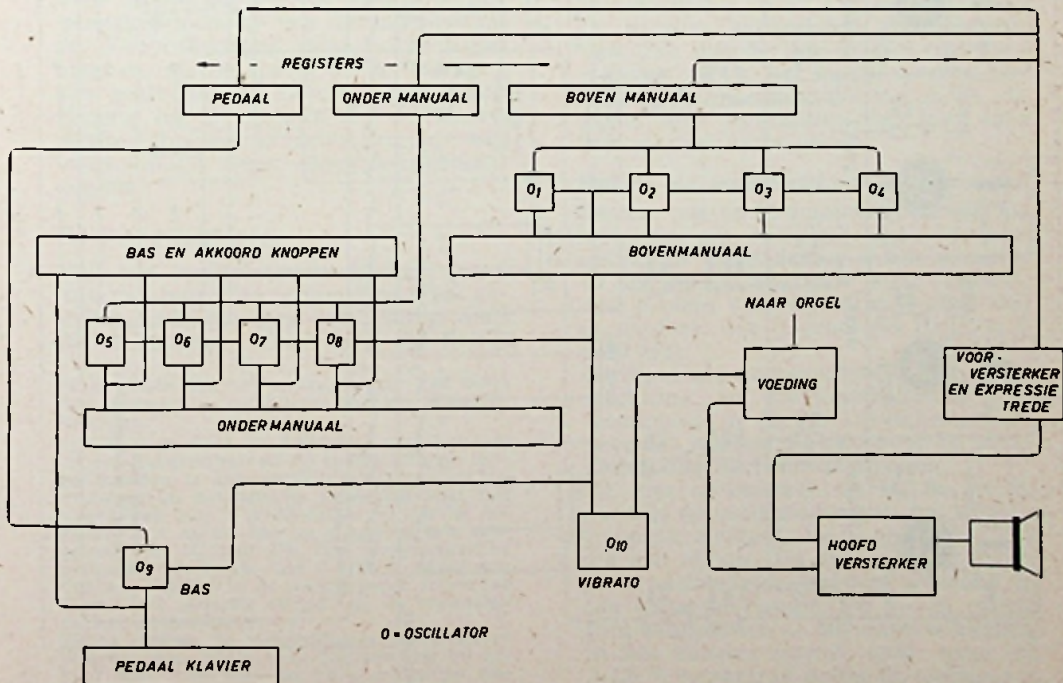 ← - REGISTERS - →
PEDAAL
ONDER MANUAAL
BOVEN MANUAAL
O1
O2
O3
O4
BAS EN AKKOORD KNOPPEN
BOVENMANUAAL
NAAR ORGEL
O5
O6
O7
O8
VOEDING
VOOR-
VERSTERKER
EN EXPRESSIE
TREDE
ONDERMANUAAL
O9
BAS
O10
VIBRATO
HOOFD
VERSTERKER
O = OSCILLATOR
PEDAAL KLAVIER